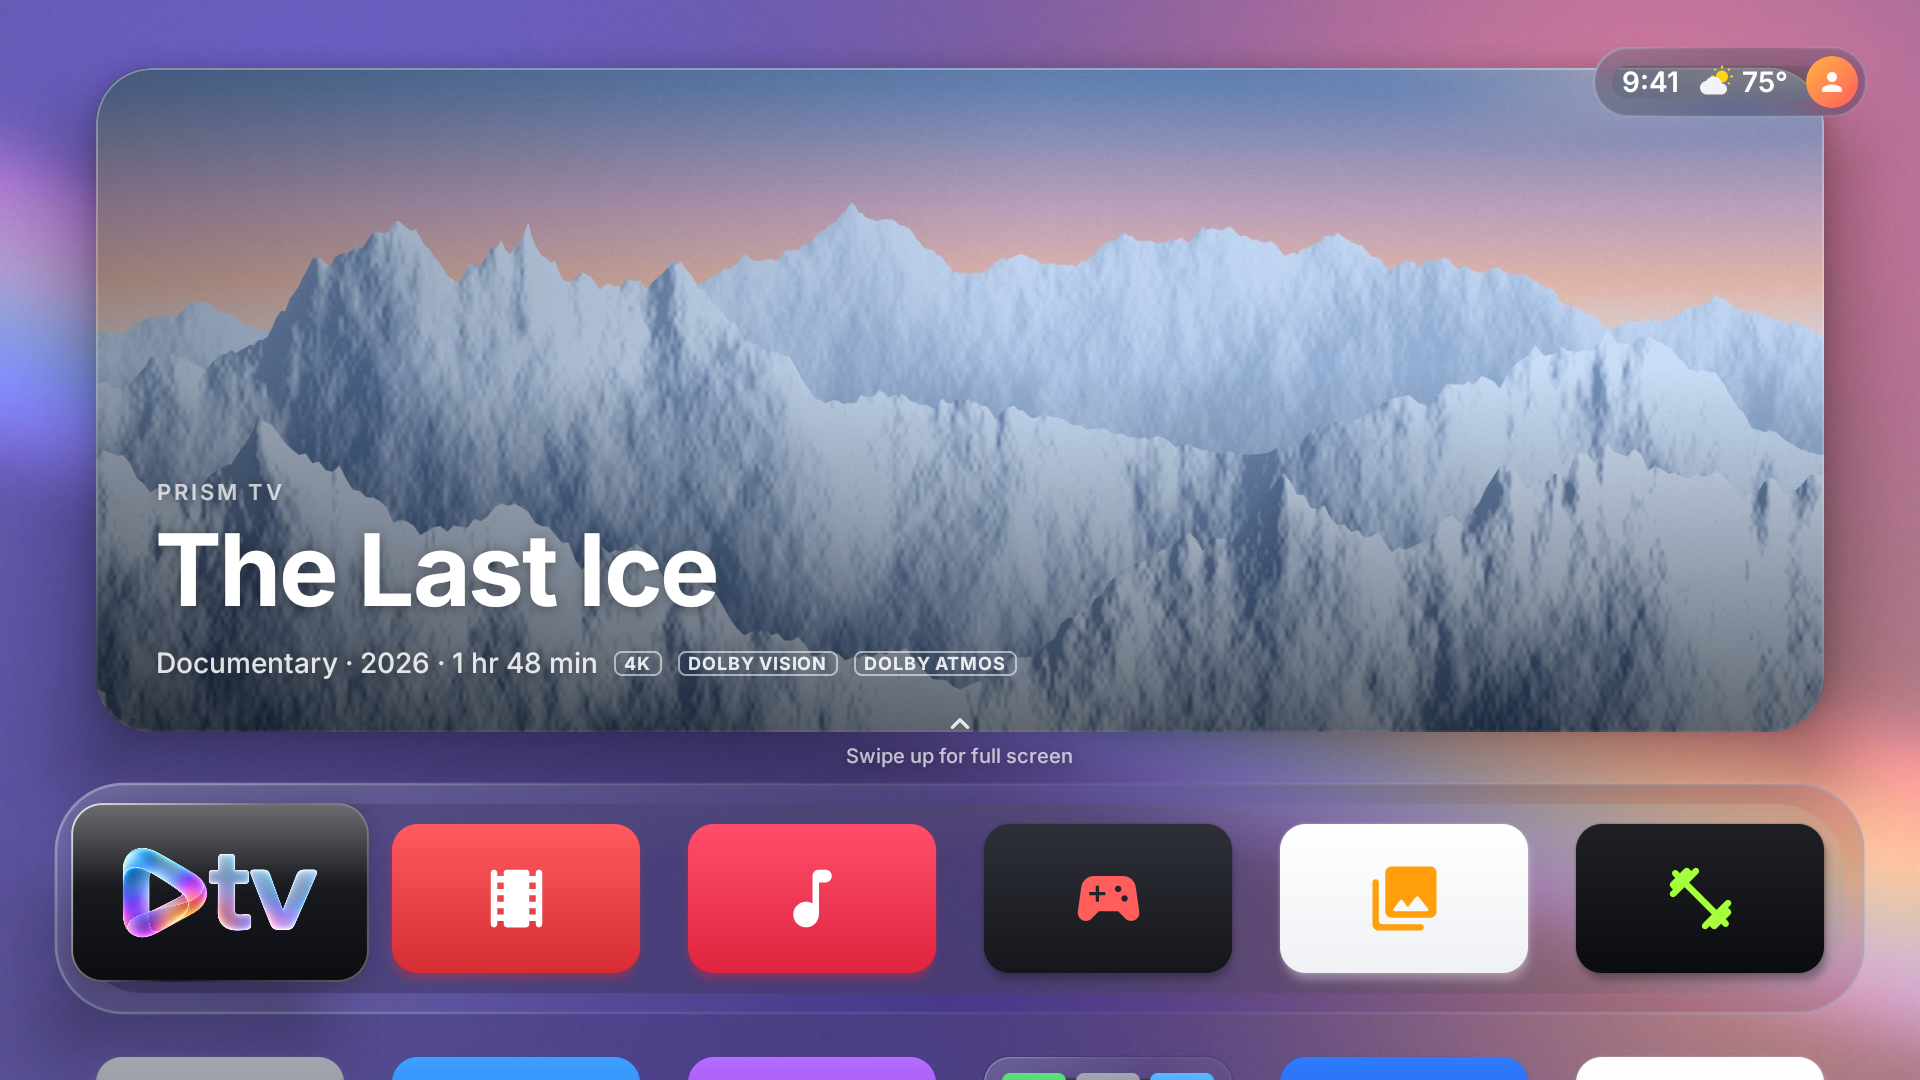 9:41 75°
PRISM TV
The Last Ice
Documentary · 2026 · 1 hr 48 min 4K DOLBY VISION DOLBY ATMOS
Swipe up for full screen
tv